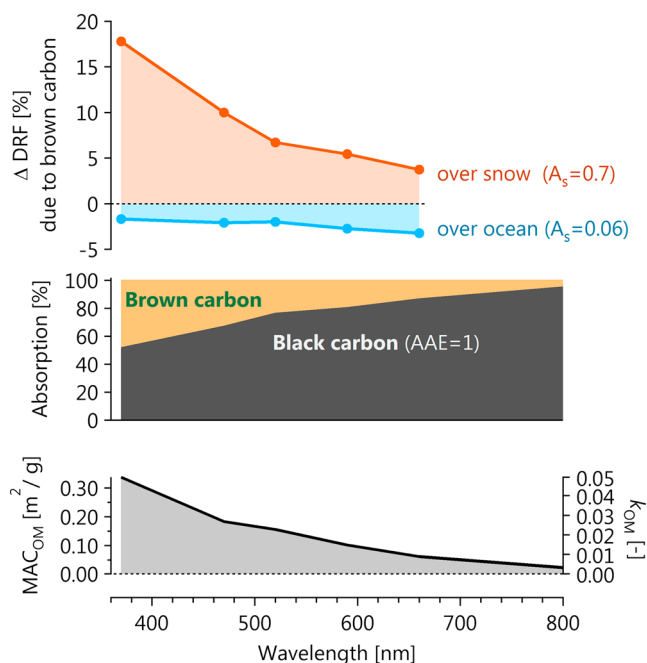 Δ DRF [%]
due to brown carbon
20
15
10
5
0
-5
over snow (Aₛ=0.7)
over ocean (Aₛ=0.06)
Absorption [%]
100
80
60
40
20
0
Brown carbon
Black carbon (AAE=1)
MAC_OM [m² / g]
0.30
0.20
0.10
0.00
0.05
0.04
0.03
0.02
0.01
0.00
k_OM [-]
400 500 600 700 800
Wavelength [nm]